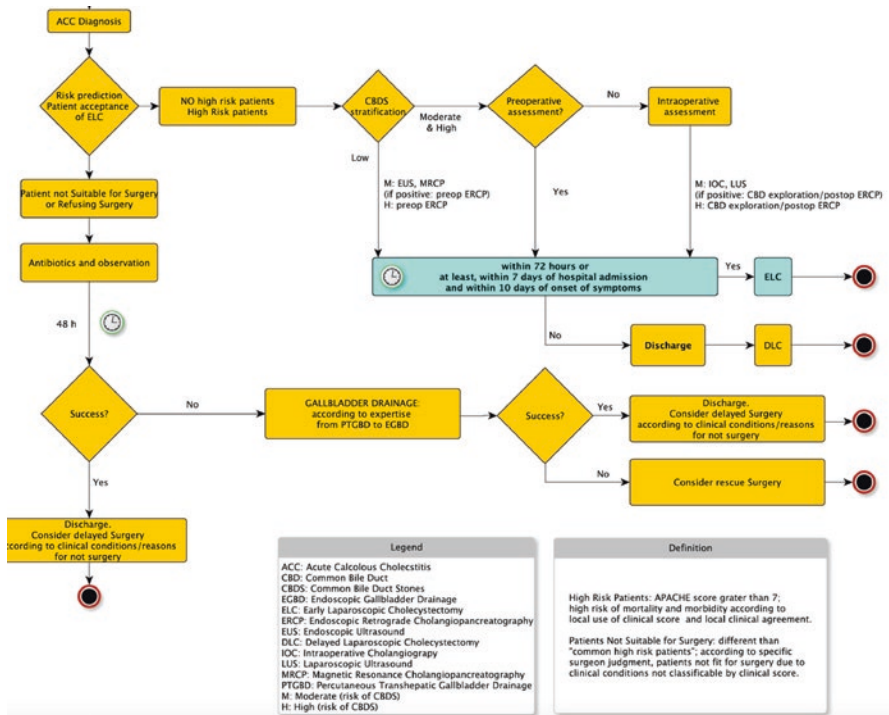 ACC Diagnosis
Risk prediction
Patient acceptance
of ELC
NO high risk patients
High Risk patients
CBDS
stratification
Moderate
& High
Preoperative
assessment?
No
Intraoperative
assessment
Low
M: EUS, MRCP
(if positive: preop ERCP)
H: preop ERCP
Yes
M: IOC, LUS
(if positive: CBD exploration/postop ERCP)
H: CBD exploration/postop ERCP
Patient not Suitable for Surgery
or Refusing Surgery
Antibiotics and observation
within 72 hours or
at least, within 7 days of hospital admission
and within 10 days of onset of symptoms
Yes
ELC
48 h
No
Discharge
DLC
Success?
No
GALLBLADDER DRAINAGE:
according to expertise
from PTGBD to EGBD
Success?
Yes
Discharge.
Consider delayed Surgery
according to clinical conditions/reasons
for not surgery
No
Consider rescue Surgery
Yes
Discharge.
Consider delayed Surgery
ccording to clinical conditions/reasons
for not surgery
Legend
ACC: Acute Calcolous Cholecstitis
CBD: Common Bile Duct
CBDS: Common Bile Duct Stones
EGBD: Endoscopic Gallbladder Drainage
ELC: Early Laparoscopic Cholecystectomy
ERCP: Endoscopic Retrograde Cholangiopancreatography
EUS: Endoscopic Ultrasound
DLC: Delayed Laparoscopic Cholecystectomy
IOC: Intraoperative Cholangiograpy
LUS: Laparoscopic Ultrasound
MRCP: Magnetic Resonance Cholangiopancreatography
PTGBD: Percutaneous Transhepatic Gallbladder Drainage
M: Moderate (risk of CBDS)
H: High (risk of CBDS)
Definition
High Risk Patients: APACHE score grater than 7;
high risk of mortality and morbidity according to
local use of clinical score and local clinical agreement.
Patients Not Suitable for Surgery: different than
"common high risk patients"; according to specific
surgeon judgment, patients not fit for surgery due to
clinical conditions not classificable by clinical score.